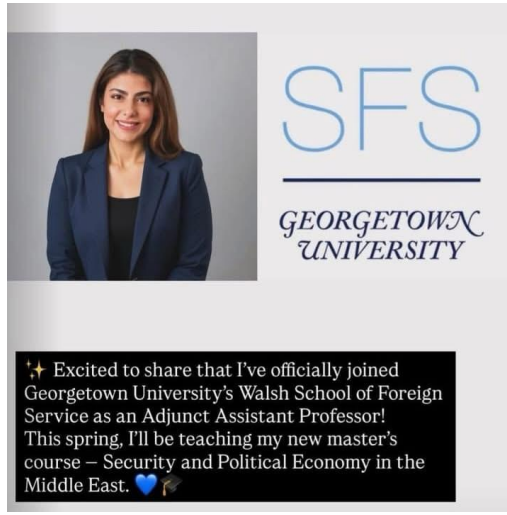 SFS
GEORGETOWN
UNIVERSITY
✨ Excited to share that I've officially joined
Georgetown University's Walsh School of Foreign
Service as an Adjunct Assistant Professor!
This spring, I'll be teaching my new master's
course – Security and Political Economy in the
Middle East. 💙🎓